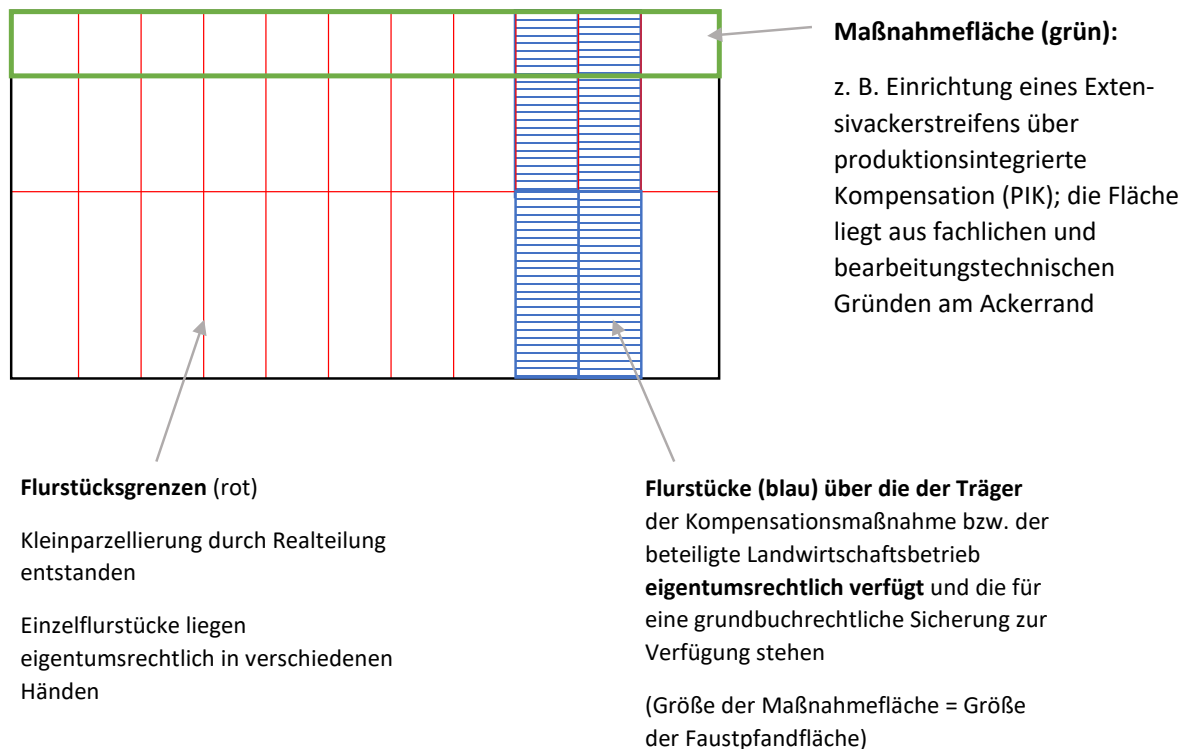 Maßnahmefläche (grün):
z. B. Einrichtung eines Exten-
sivackerstreifens über
produktionsintegrierte
Kompensation (PIK); die Fläche
liegt aus fachlichen und
bearbeitungstechnischen
Gründen am Ackerrand
Flurstücksgrenzen (rot)
Kleinparzellierung durch Realteilung
entstanden
Einzelflurstücke liegen
eigentumsrechtlich in verschiedenen
Händen
Flurstücke (blau) über die der Träger
der Kompensationsmaßnahme bzw. der
beteiligte Landwirtschaftsbetrieb
eigentumsrechtlich verfügt und die für
eine grundbuchrechtliche Sicherung zur
Verfügung stehen
(Größe der Maßnahmefläche = Größe
der Faustpfandfläche)